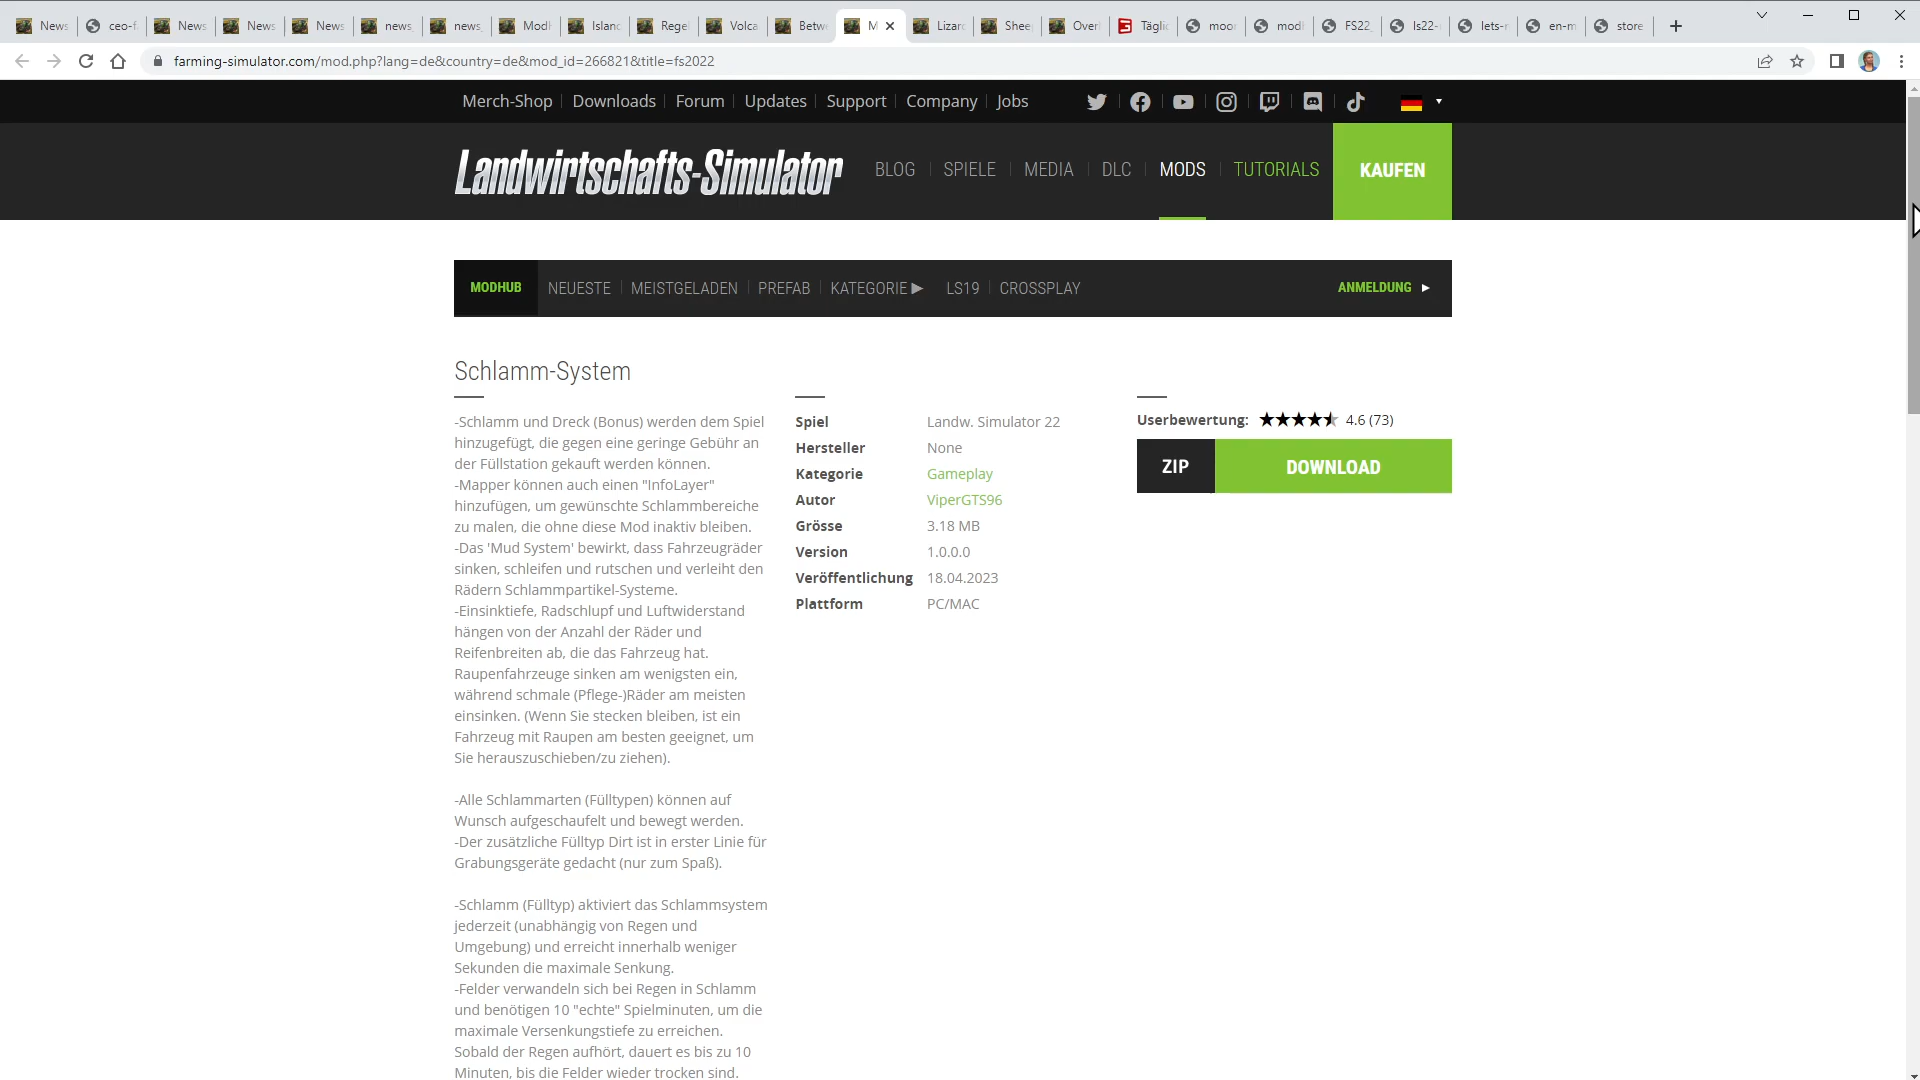 News
ceo-f
News
News
News
news_
news_
ModH
Island
Regel
Volca
Betwe
M
Lizard
Sheep
Overl
Täglic
moor
modh
FS22_
ls22-
lets-r
en-m
store
farming-simulator.com/mod.php?lang=de&country=de&mod_id=266821&title=fs2022
Merch-Shop
Downloads
Forum
Updates
Support
Company
Jobs
Landwirtschafts-Simulator
BLOG
SPIELE
MEDIA
DLC
MODS
TUTORIALS
KAUFEN
MODHUB
NEUESTE
MEISTGELADEN
PREFAB
KATEGORIE ▶
LS19
CROSSPLAY
ANMELDUNG ▶
Schlamm-System
-Schlamm und Dreck (Bonus) werden dem Spiel
hinzugefügt, die gegen eine geringe Gebühr an
der Füllstation gekauft werden können.
-Mapper können auch einen "InfoLayer"
hinzufügen, um gewünschte Schlammbereiche
zu malen, die ohne diese Mod inaktiv bleiben.
-Das 'Mud System' bewirkt, dass Fahrzeugräder
sinken, schleifen und rutschen und verleiht den
Rädern Schlammpartikel-Systeme.
-Einsinktiefe, Radschlupf und Luftwiderstand
hängen von der Anzahl der Räder und
Reifenbreiten ab, die das Fahrzeug hat.
Raupenfahrzeuge sinken am wenigsten ein,
während schmale (Pflege-)Räder am meisten
einsinken. (Wenn Sie stecken bleiben, ist ein
Fahrzeug mit Raupen am besten geeignet, um
Sie herauszuschieben/zu ziehen).
-Alle Schlammarten (Fülltypen) können auf
Wunsch aufgeschaufelt und bewegt werden.
-Der zusätzliche Fülltyp Dirt ist in erster Linie für
Grabungsgeräte gedacht (nur zum Spaß).
-Schlamm (Fülltyp) aktiviert das Schlammsystem
jederzeit (unabhängig von Regen und
Umgebung) und erreicht innerhalb weniger
Sekunden die maximale Senkung.
-Felder verwandeln sich bei Regen in Schlamm
und benötigen 10 "echte" Spielminuten, um die
maximale Versenkungstiefe zu erreichen.
Sobald der Regen aufhört, dauert es bis zu 10
Minuten, bis die Felder wieder trocken sind.
Spiel Landw. Simulator 22
Hersteller None
Kategorie Gameplay
Autor ViperGTS96
Grösse 3.18 MB
Version 1.0.0.0
Veröffentlichung 18.04.2023
Plattform PC/MAC
Userbewertung: 4.6 (73)
ZIP DOWNLOAD